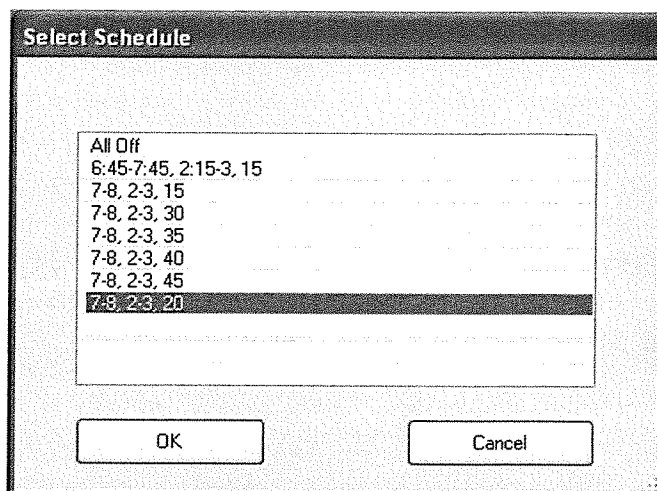 Select Schedule
All Off
6:45-7:45, 2:15-3, 15
7-8, 2-3, 15
7-8, 2-3, 30
7-8, 2-3, 35
7-8, 2-3, 40
7-8, 2-3, 45
7-8, 2-3, 20
OK
Cancel